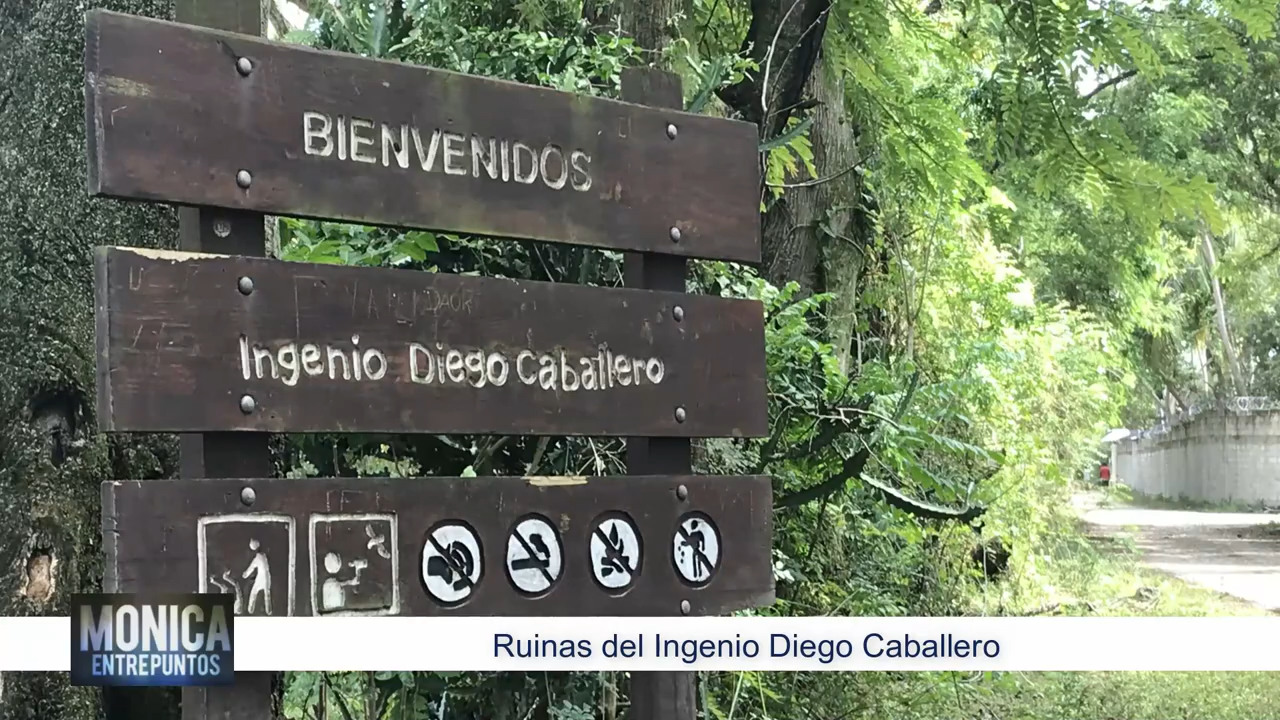 BIENVENIDOS
Ingenio Diego Caballero
MONICA
ENTREPUNTOS
Ruinas del Ingenio Diego Caballero